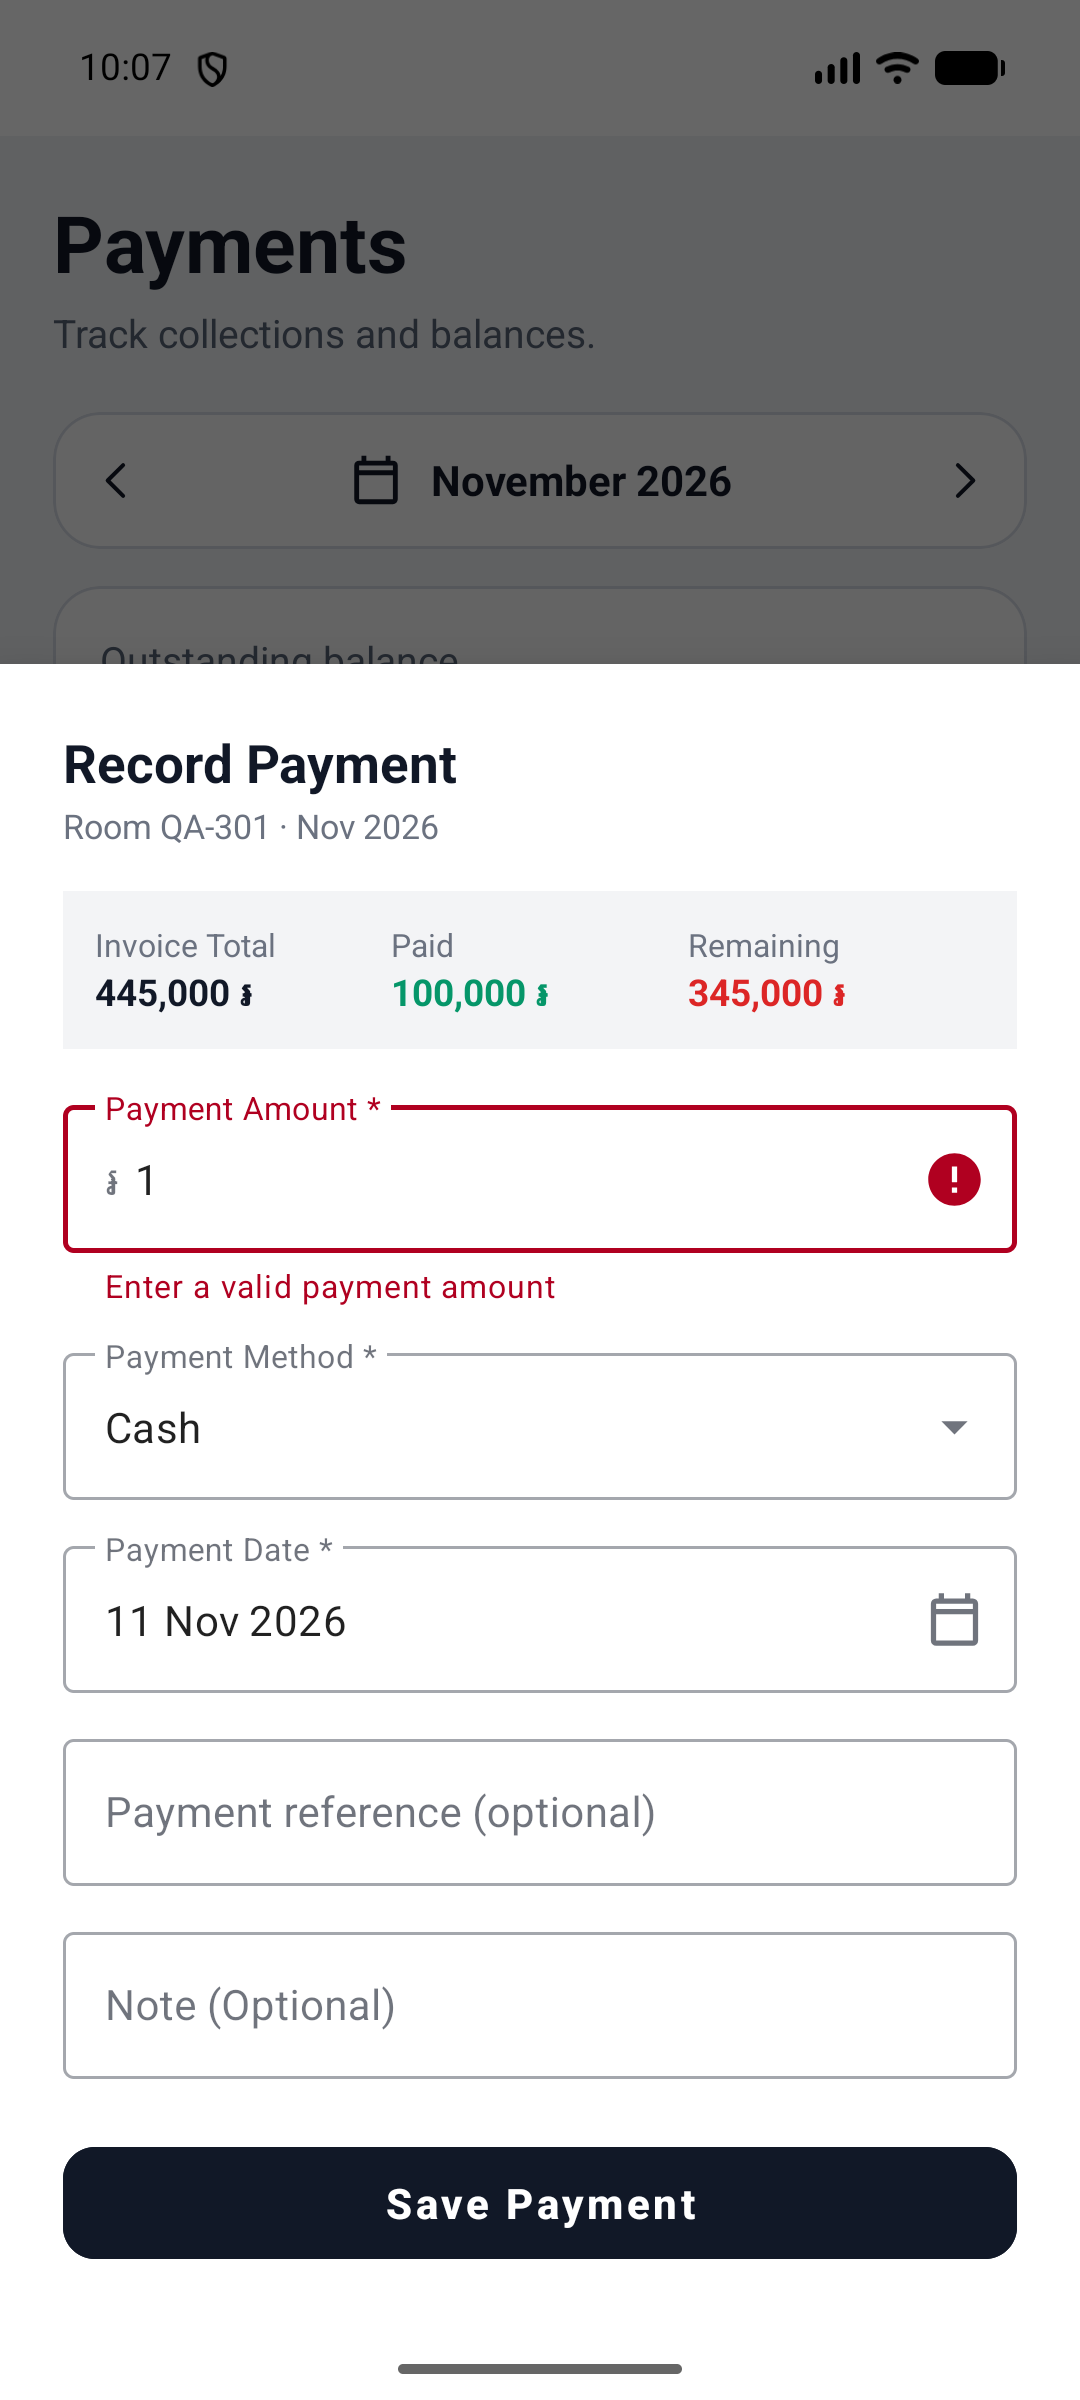 10:07
Payments
Track collections and balances.
November 2026
Outstanding balance
Record Payment
Room QA-301 · Nov 2026
Invoice Total
445,000 ៛
Paid
100,000 ៛
Remaining
345,000 ៛
Payment Amount *
៛ 1
Enter a valid payment amount
Payment Method *
Cash
Payment Date *
11 Nov 2026
Payment reference (optional)
Note (Optional)
Save Payment